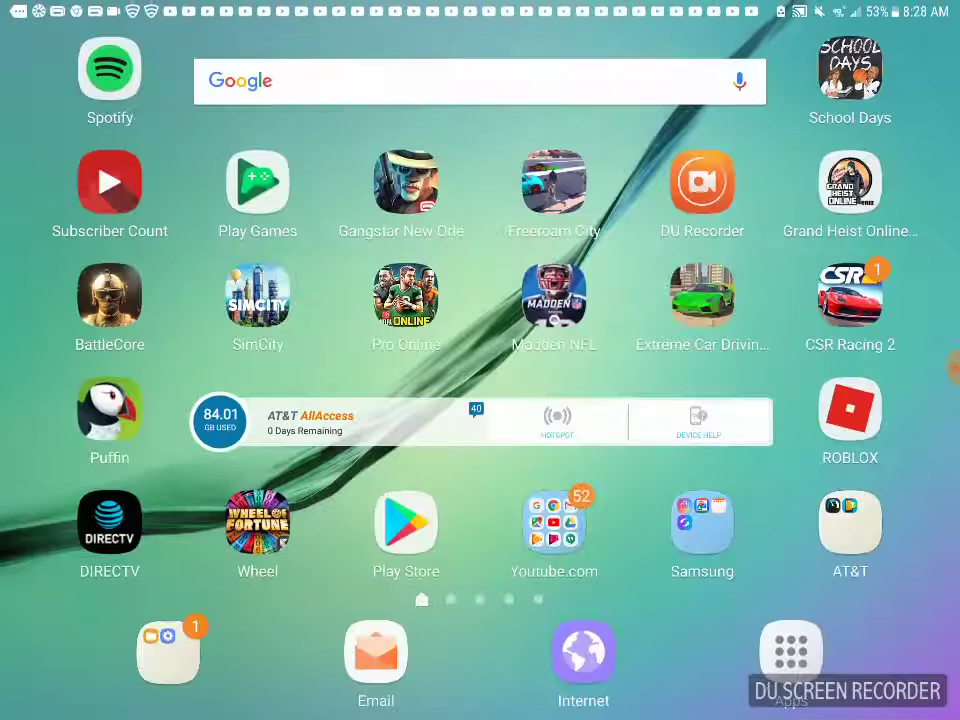 53% 8:28 AM
Google
SCHOOL DAYS
Spotify
School Days
GRAND HEIST ONLINE FREE
Subscriber Count
Play Games
Gangstar New Orle
Freeroam City
DU Recorder
Grand Heist Online...
SIMCITY
ONLINE
MADDEN
CSR
1
BattleCore
SimCity
Pro Online
Madden NFL
Extreme Car Drivin...
CSR Racing 2
84.01
GB USED
AT&T AllAccess
0 Days Remaining
40
HOTSPOT
DEVICE HELP
Puffin
ROBLOX
DIRECTV
WHEEL OF FORTUNE
52
DIRECTV
Wheel
Play Store
Youtube.com
Samsung
AT&T
1
Email
Internet
Apps
DU SCREEN RECORDER